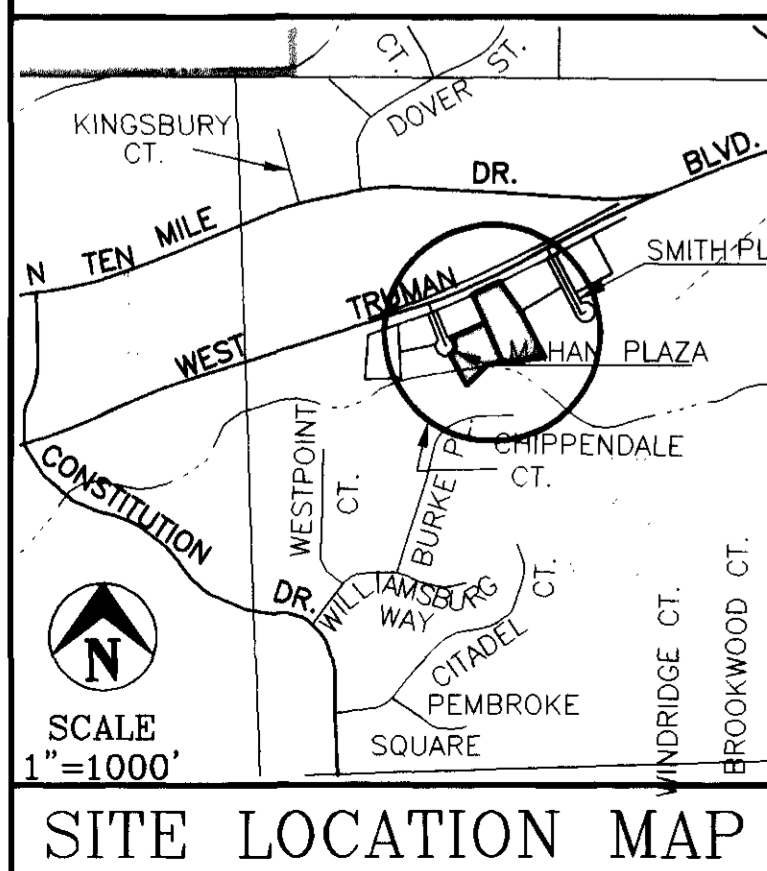 CT.
DOVER ST.
KINGSBURY
CT.
N TEN MILE DR.
BLVD.
SMITH PL
WEST TRUMAN
MAHAN PLAZA
CHIPPENDALE
CT.
BURKE PL
WESTPOINT
CT.
CONSTITUTION DR.
WILLIAMSBURG
WAY
CITADEL CT.
PEMBROKE
SQUARE
WINDRIDGE CT.
BROOKWOOD CT.
N
SCALE
1"=1000'
SITE LOCATION MAP